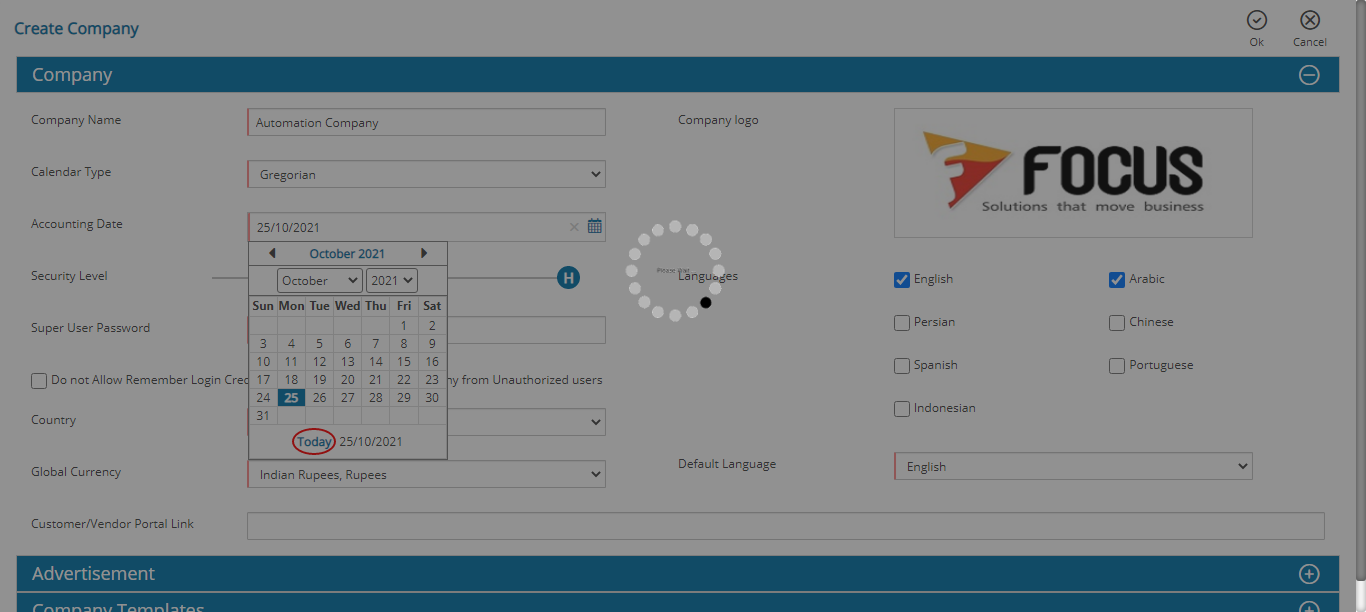 Create Company
Ok
Cancel
Company
Company Name
Automation Company
Company logo
FOCUS
Solutions that move business
Calendar Type
Gregorian
Accounting Date
25/10/2021
October 2021
October
2021
Sun Mon Tue Wed Thu Fri Sat
1 2
3 4 5 6 7 8 9
10 11 12 13 14 15 16
17 18 19 20 21 22 23
24 25 26 27 28 29 30
31
Today 25/10/2021
Security Level
H
Please Wait
Languages
English
Arabic
Persian
Chinese
Spanish
Portuguese
Indonesian
Super User Password
Do not Allow Remember Login Cred
ny from Unauthorized users
Country
Global Currency
Indian Rupees, Rupees
Default Language
English
Customer/Vendor Portal Link
Advertisement
Company Templates